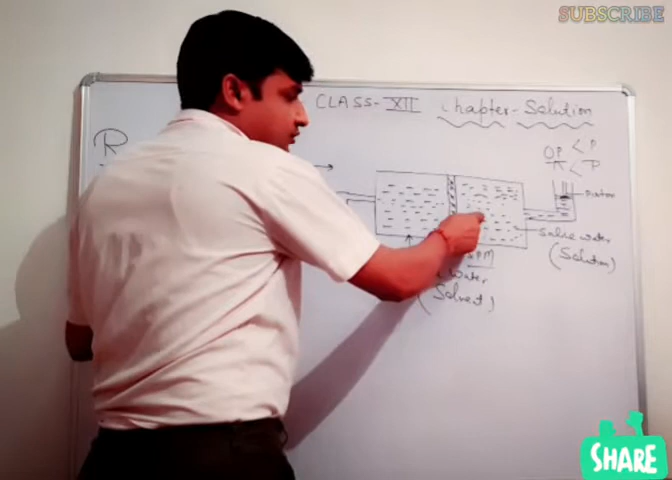 SUBSCRIBE
CLASS-XII Chapter-Solution
R
OP < P
π < P
Piston
Saline water
(Solution)
SPM
Water
(Solvent)
SHARE